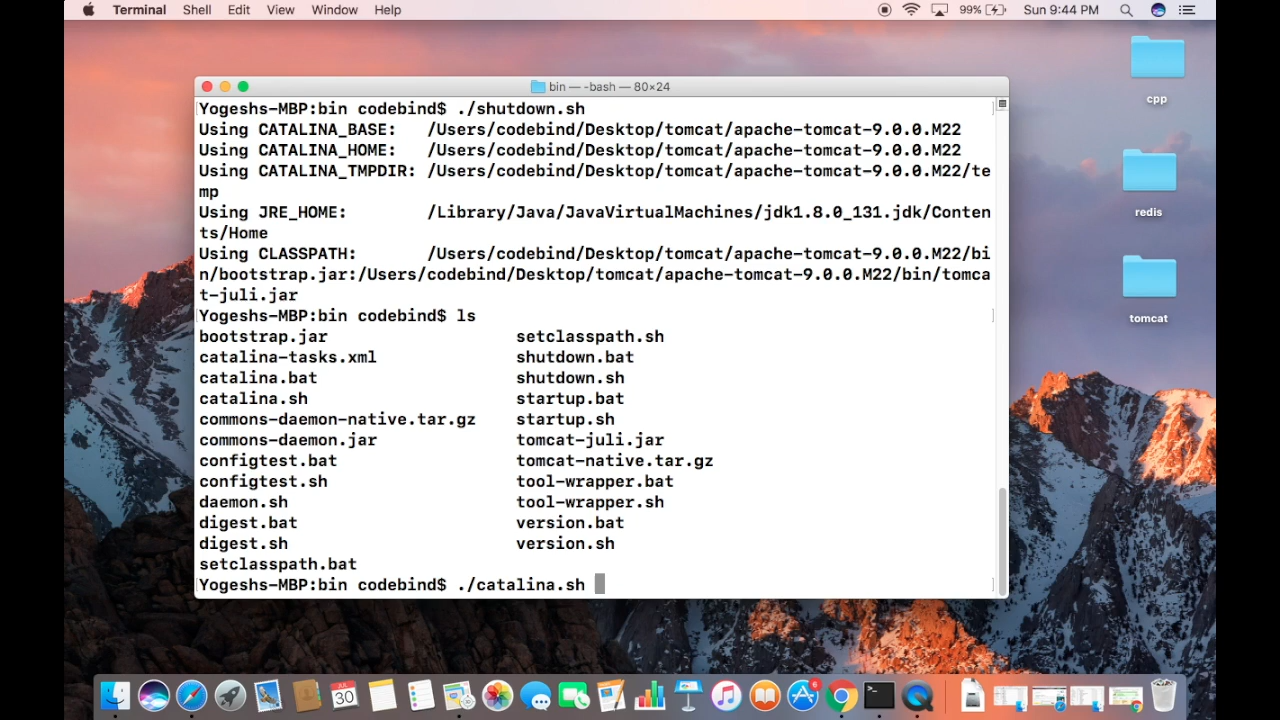 Terminal Shell Edit View Window Help 99% Sun 9:44 PM
cpp
redis
tomcat
bin — -bash — 80×24
Yogeshs-MBP:bin codebind$ ./shutdown.sh
Using CATALINA_BASE: /Users/codebind/Desktop/tomcat/apache-tomcat-9.0.0.M22
Using CATALINA_HOME: /Users/codebind/Desktop/tomcat/apache-tomcat-9.0.0.M22
Using CATALINA_TMPDIR: /Users/codebind/Desktop/tomcat/apache-tomcat-9.0.0.M22/te
mp
Using JRE_HOME: /Library/Java/JavaVirtualMachines/jdk1.8.0_131.jdk/Conten
ts/Home
Using CLASSPATH: /Users/codebind/Desktop/tomcat/apache-tomcat-9.0.0.M22/bi
n/bootstrap.jar:/Users/codebind/Desktop/tomcat/apache-tomcat-9.0.0.M22/bin/tomca
t-juli.jar
Yogeshs-MBP:bin codebind$ ls
bootstrap.jar setclasspath.sh
catalina-tasks.xml shutdown.bat
catalina.bat shutdown.sh
catalina.sh startup.bat
commons-daemon-native.tar.gz startup.sh
commons-daemon.jar tomcat-juli.jar
configtest.bat tomcat-native.tar.gz
configtest.sh tool-wrapper.bat
daemon.sh tool-wrapper.sh
digest.bat version.bat
digest.sh version.sh
setclasspath.bat
Yogeshs-MBP:bin codebind$ ./catalina.sh
30
6